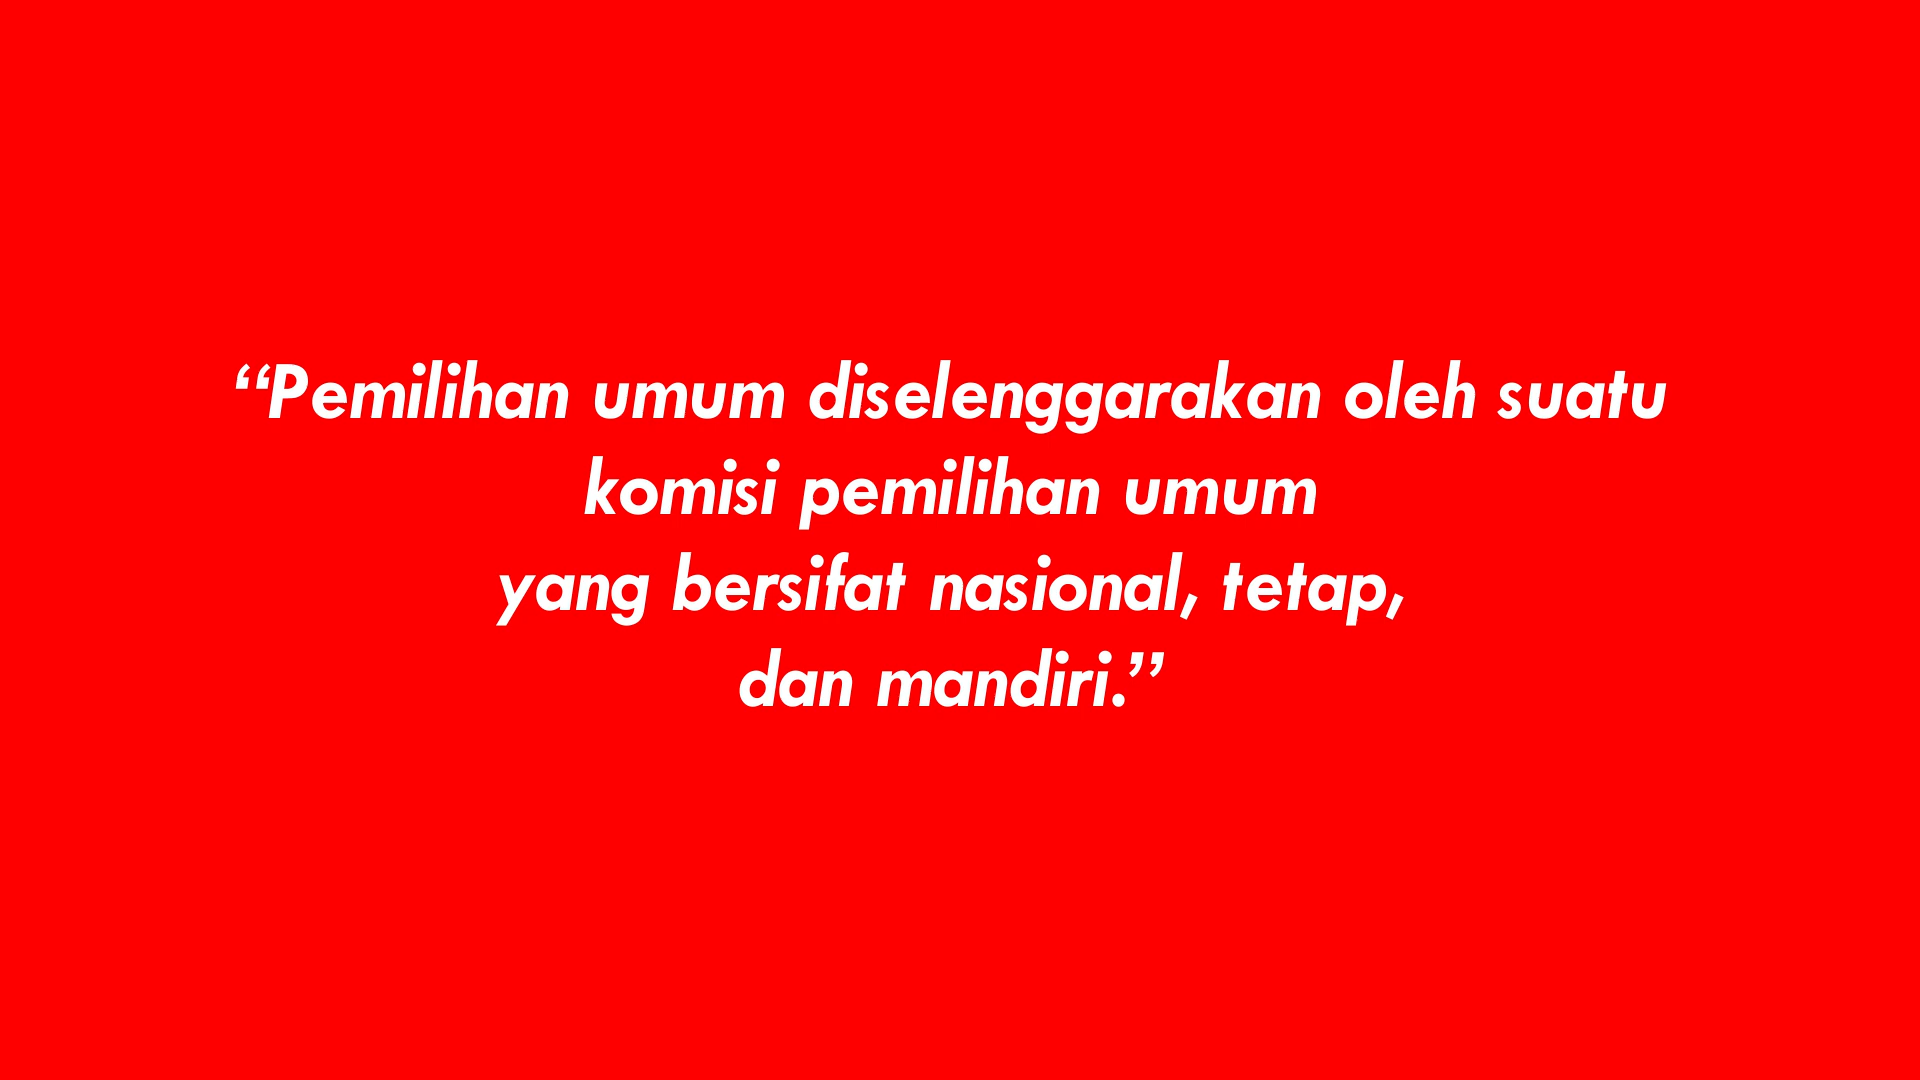 “Pemilihan umum diselenggarakan oleh suatu
komisi pemilihan umum
yang bersifat nasional, tetap,
dan mandiri.”